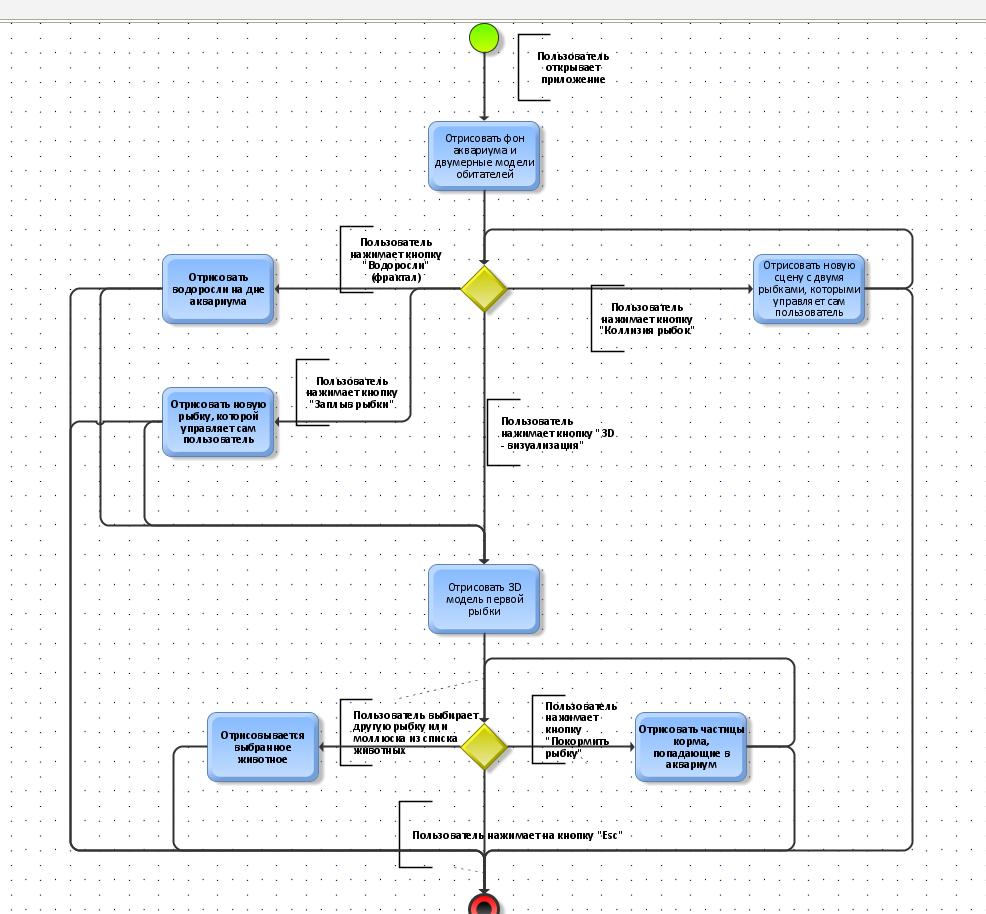 Пользователь
открывает
приложение
Отрисовать фон
аквариума и
двумерные модели
обитателей
Пользователь
нажимает кнопку
"Водоросли"
(фрактал)
Отрисовать
водоросли на дне
аквариума
Отрисовать новую
сцену с двумя
рыбками, которыми
управляет сам
пользователь
Пользователь
нажимает кнопку
"Коллизия рыбок"
Пользователь
нажимает кнопку
"Заплыв рыбки"
Отрисовать новую
рыбку, которой
управляет сам
пользователь
Пользователь
нажимает кнопку "3D
- визуализация"
Отрисовать 3D
модель первой
рыбки
Пользователь выбирает
другую рыбку или
моллюска из списка
животных
Пользователь
нажимает
кнопку
"Покормить
рыбку"
Отрисовывается
выбранное
животное
Отрисовать частицы
корма,
попадающие в
аквариум
Пользователь нажимает на кнопку "Esc"